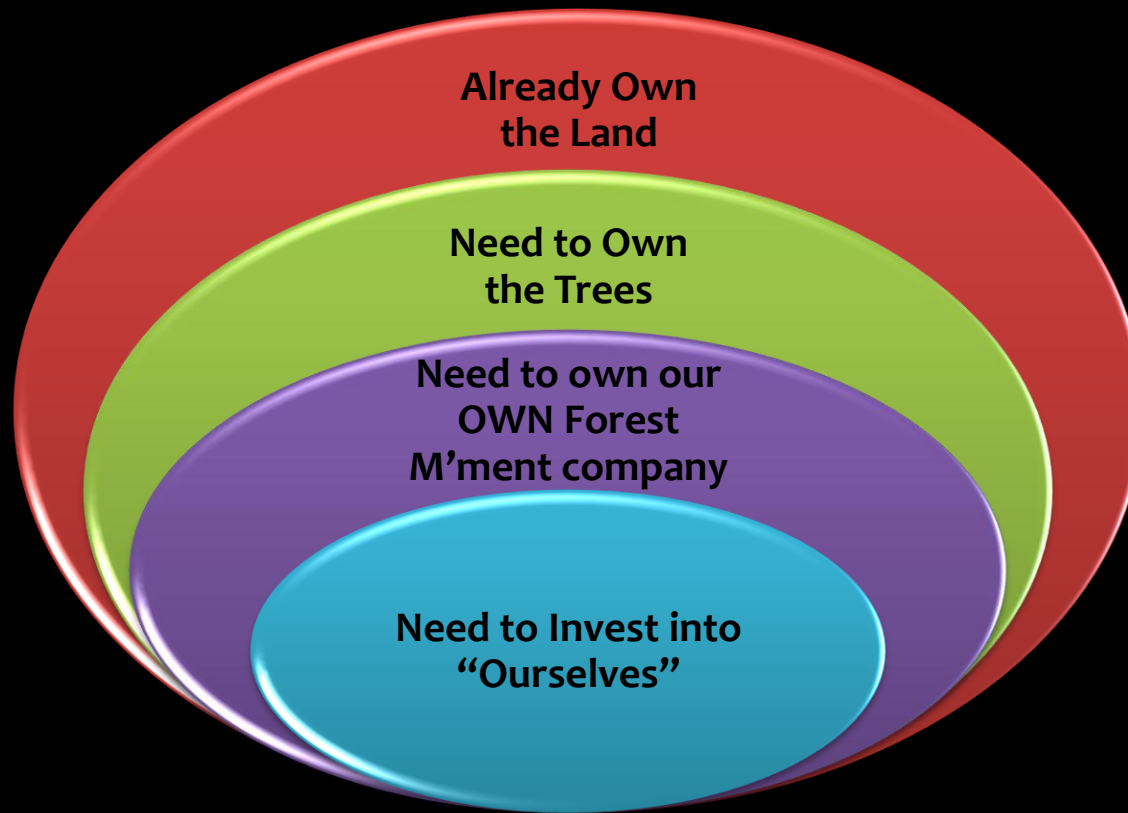 Already Own
the Land
Need to Own
the Trees
Need to own our
OWN Forest
M’ment company
Need to Invest into
“Ourselves”